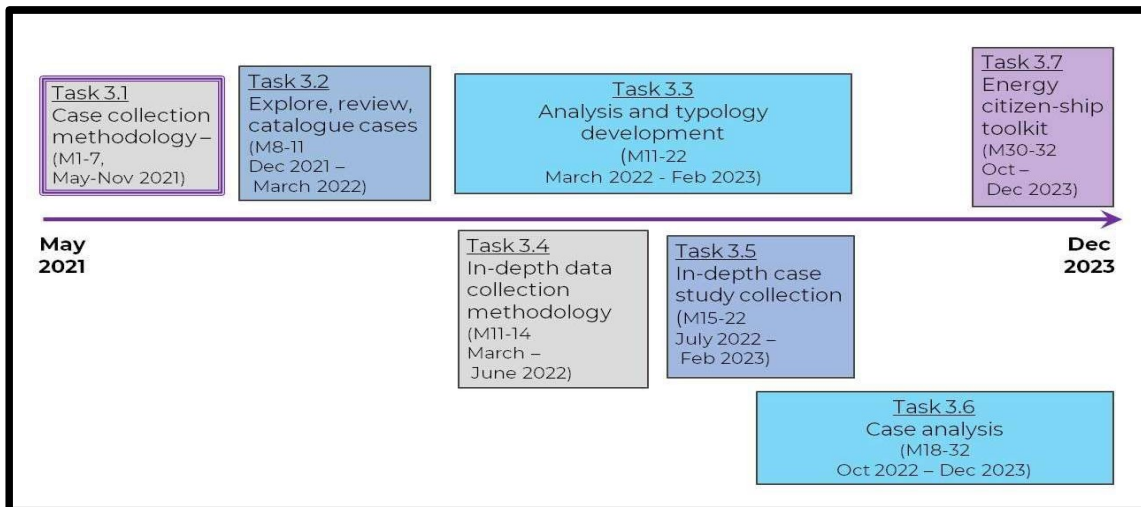 Task 3.1
Case collection
methodology –
(M1-7,
May-Nov 2021)
Task 3.2
Explore, review,
catalogue cases
(M8-11
Dec 2021 –
March 2022)
Task 3.3
Analysis and typology
development
(M11-22
March 2022 - Feb 2023)
Task 3.7
Energy
citizen-ship
toolkit
(M30-32
Oct –
Dec 2023)
May
2021
Dec
2023
Task 3.4
In-depth data
collection
methodology
(M11-14
March –
June 2022)
Task 3.5
In-depth case
study collection
(M15-22
July 2022 –
Feb 2023)
Task 3.6
Case analysis
(M18-32
Oct 2022 – Dec 2023)